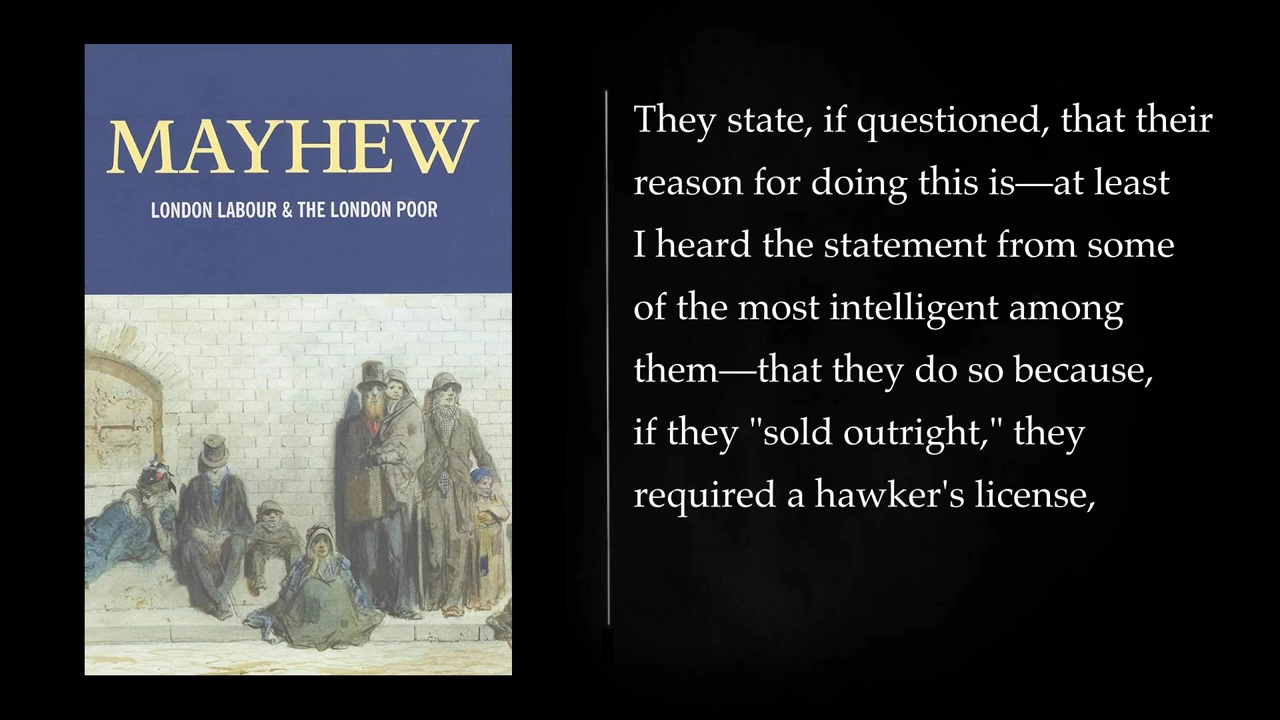 MAYHEW
LONDON LABOUR & THE LONDON POOR
They state, if questioned, that their
reason for doing this is—at least
I heard the statement from some
of the most intelligent among
them—that they do so because,
if they "sold outright," they
required a hawker's license,